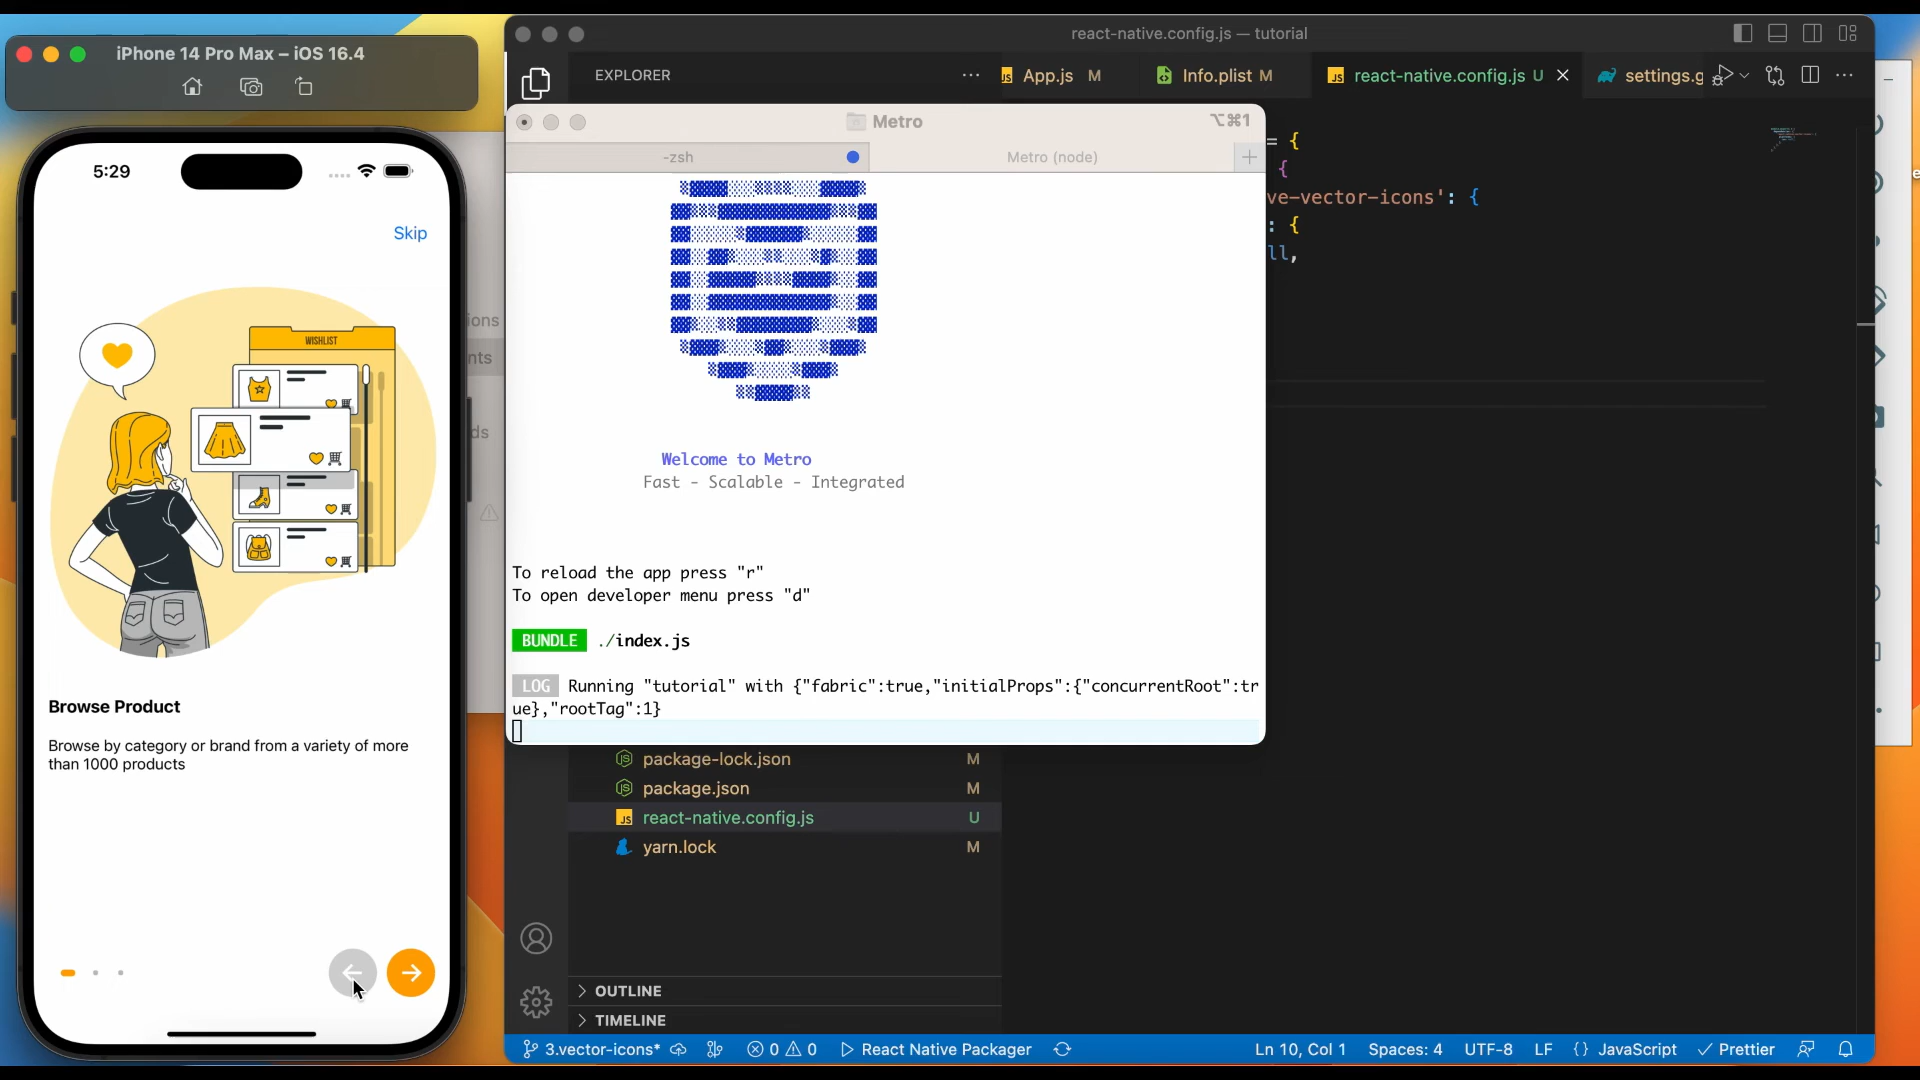 iPhone 14 Pro Max – iOS 16.4
5:29
Skip
WISHLIST
Browse Product
Browse by category or brand from a variety of more
than 1000 products
ions
nts
ds
react-native.config.js — tutorial
EXPLORER
App.js M
Info.plist M
react-native.config.js U
settings.g
= {
{
ve-vector-icons': {
: {
ll,
Metro
⌥⌘1
-zsh
Metro (node)
Welcome to Metro
Fast - Scalable - Integrated
To reload the app press "r"
To open developer menu press "d"
BUNDLE ./index.js
LOG Running "tutorial" with {"fabric":true,"initialProps":{"concurrentRoot":tr
ue},"rootTag":1}
package-lock.json M
package.json M
react-native.config.js U
yarn.lock M
OUTLINE
TIMELINE
3.vector-icons* 0 0 React Native Packager Ln 10, Col 1 Spaces: 4 UTF-8 LF {} JavaScript Prettier